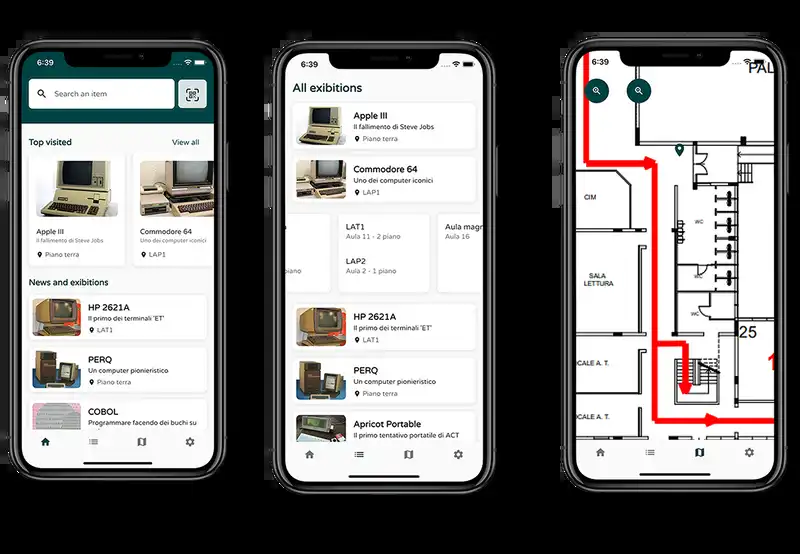 6:39
Search an item
Top visited
View all
Apple III
Il fallimento di Steve Jobs
Piano terra
Commodore 64
Uno dei computer iconici
LAP1
News and exibitions
HP 2621A
Il primo dei terminali 'ET'
LAT1
PERQ
Un computer pionieristico
Piano terra
COBOL
Programmare facendo dei buchi su
6:39
All exibitions
Apple III
Il fallimento di Steve Jobs
Piano terra
Commodore 64
Uno dei computer iconici
LAP1
piano
LAT1
Aula 11 - 2 piano
LAP2
Aula 2 - 1 piano
Aula magn
Aula 16
HP 2621A
Il primo dei terminali 'ET'
LAT1
PERQ
Un computer pionieristico
Piano terra
Apricot Portable
Il primo tentativo portatile di ACT
6:39
PAL
CIM
WC
SALA
LETTURA
WC
WC
25
1
CALE A. T.
CALE A. T.